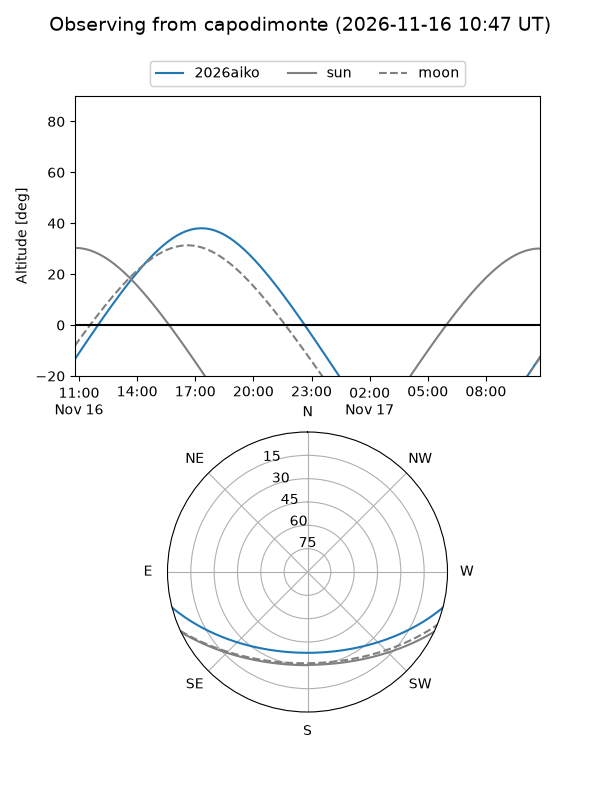 Observing from capodimonte (2026-11-16 10:47 UT)
2026aiko sun moon
Altitude [deg]
80
60
40
20
0
−20
11:00 14:00 17:00 20:00 23:00 02:00 05:00 08:00
Nov 16 Nov 17
N
NE NW
15
30
45
60
75
E W
SE SW
S